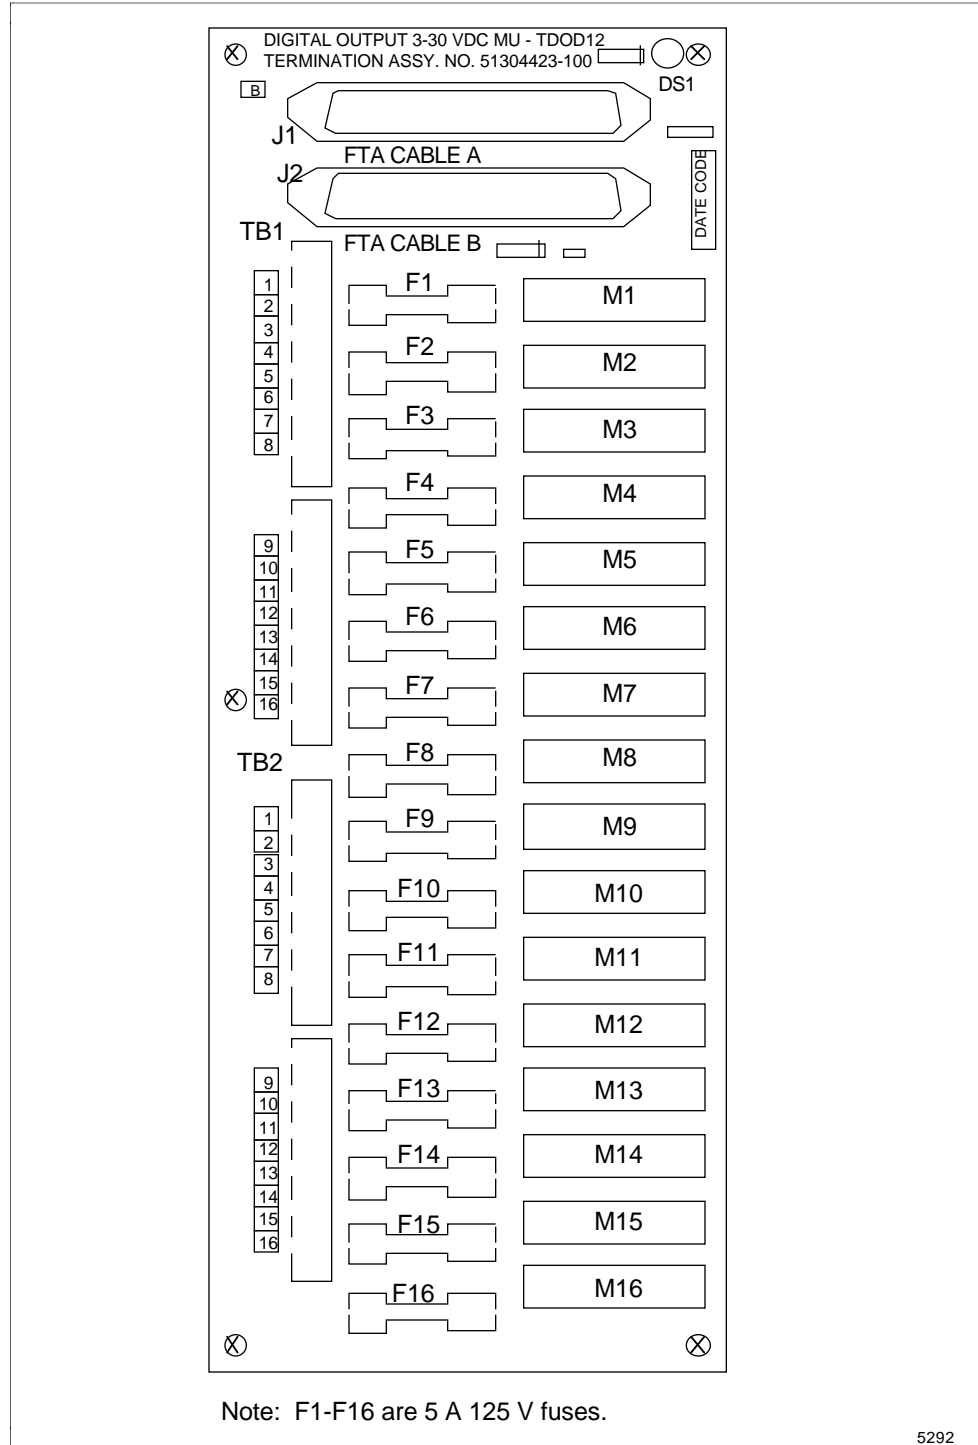 DIGITAL OUTPUT 3-30 VDC MU - TDOD12
TERMINATION ASSY. NO. 51304423-100
DS1
B
J1
FTA CABLE A
DATE CODE
J2
FTA CABLE B
TB1
1
2
3
4
5
6
7
8
9
10
11
12
13
14
15
16
TB2
1
2
3
4
5
6
7
8
9
10
11
12
13
14
15
16
F1 M1
F2 M2
F3 M3
F4 M4
F5 M5
F6 M6
F7 M7
F8 M8
F9 M9
F10 M10
F11 M11
F12 M12
F13 M13
F14 M14
F15 M15
F16 M16
Note: F1-F16 are 5 A 125 V fuses.
5292